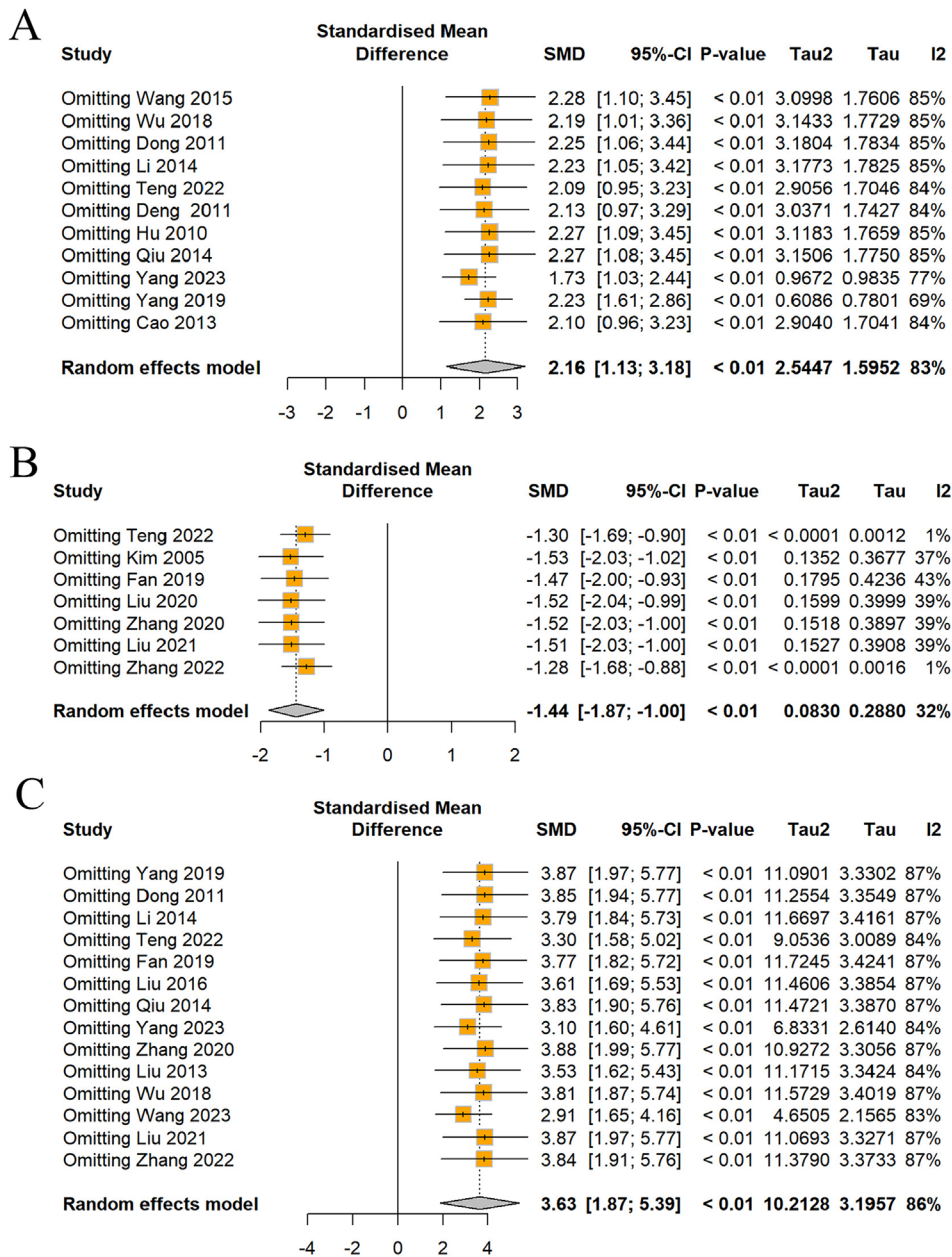 A
Standardised Mean
Study Difference SMD 95%-CI P-value Tau2 Tau I2
Omitting Wang 2015 2.28 [1.10; 3.45] < 0.01 3.0998 1.7606 85%
Omitting Wu 2018 2.19 [1.01; 3.36] < 0.01 3.1433 1.7729 85%
Omitting Dong 2011 2.25 [1.06; 3.44] < 0.01 3.1804 1.7834 85%
Omitting Li 2014 2.23 [1.05; 3.42] < 0.01 3.1773 1.7825 85%
Omitting Teng 2022 2.09 [0.95; 3.23] < 0.01 2.9056 1.7046 84%
Omitting Deng 2011 2.13 [0.97; 3.29] < 0.01 3.0371 1.7427 84%
Omitting Hu 2010 2.27 [1.09; 3.45] < 0.01 3.1183 1.7659 85%
Omitting Qiu 2014 2.27 [1.08; 3.45] < 0.01 3.1506 1.7750 85%
Omitting Yang 2023 1.73 [1.03; 2.44] < 0.01 0.9672 0.9835 77%
Omitting Yang 2019 2.23 [1.61; 2.86] < 0.01 0.6086 0.7801 69%
Omitting Cao 2013 2.10 [0.96; 3.23] < 0.01 2.9040 1.7041 84%
Random effects model 2.16 [1.13; 3.18] < 0.01 2.5447 1.5952 83%
-3 -2 -1 0 1 2 3
B
Standardised Mean
Study Difference SMD 95%-CI P-value Tau2 Tau I2
Omitting Teng 2022 -1.30 [-1.69; -0.90] < 0.01 < 0.0001 0.0012 1%
Omitting Kim 2005 -1.53 [-2.03; -1.02] < 0.01 0.1352 0.3677 37%
Omitting Fan 2019 -1.47 [-2.00; -0.93] < 0.01 0.1795 0.4236 43%
Omitting Liu 2020 -1.52 [-2.04; -0.99] < 0.01 0.1599 0.3999 39%
Omitting Zhang 2020 -1.52 [-2.03; -1.00] < 0.01 0.1518 0.3897 39%
Omitting Liu 2021 -1.51 [-2.03; -1.00] < 0.01 0.1527 0.3908 39%
Omitting Zhang 2022 -1.28 [-1.68; -0.88] < 0.01 < 0.0001 0.0016 1%
Random effects model -1.44 [-1.87; -1.00] < 0.01 0.0830 0.2880 32%
-2 -1 0 1 2
C
Standardised Mean
Study Difference SMD 95%-CI P-value Tau2 Tau I2
Omitting Yang 2019 3.87 [1.97; 5.77] < 0.01 11.0901 3.3302 87%
Omitting Dong 2011 3.85 [1.94; 5.77] < 0.01 11.2554 3.3549 87%
Omitting Li 2014 3.79 [1.84; 5.73] < 0.01 11.6697 3.4161 87%
Omitting Teng 2022 3.30 [1.58; 5.02] < 0.01 9.0536 3.0089 84%
Omitting Fan 2019 3.77 [1.82; 5.72] < 0.01 11.7245 3.4241 87%
Omitting Liu 2016 3.61 [1.69; 5.53] < 0.01 11.4606 3.3854 87%
Omitting Qiu 2014 3.83 [1.90; 5.76] < 0.01 11.4721 3.3870 87%
Omitting Yang 2023 3.10 [1.60; 4.61] < 0.01 6.8331 2.6140 84%
Omitting Zhang 2020 3.88 [1.99; 5.77] < 0.01 10.9272 3.3056 87%
Omitting Liu 2013 3.53 [1.62; 5.43] < 0.01 11.1715 3.3424 84%
Omitting Wu 2018 3.81 [1.87; 5.74] < 0.01 11.5729 3.4019 87%
Omitting Wang 2023 2.91 [1.65; 4.16] < 0.01 4.6505 2.1565 83%
Omitting Liu 2021 3.87 [1.97; 5.77] < 0.01 11.0693 3.3271 87%
Omitting Zhang 2022 3.84 [1.91; 5.76] < 0.01 11.3790 3.3733 87%
Random effects model 3.63 [1.87; 5.39] < 0.01 10.2128 3.1957 86%
-4 -2 0 2 4